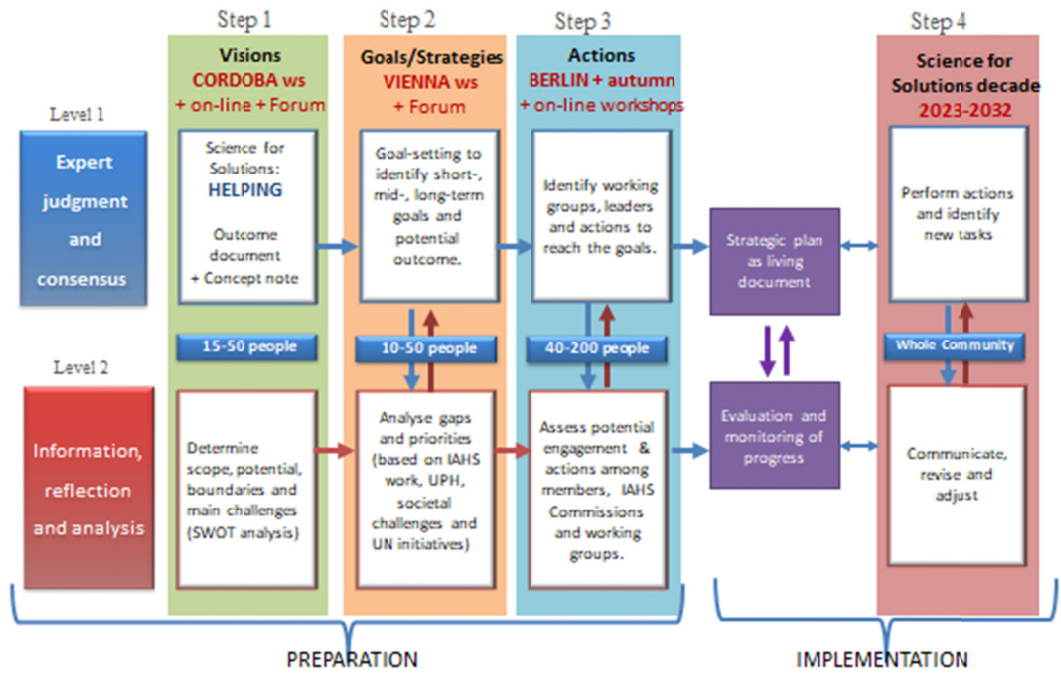 Step 1
Step 2
Step 3
Step 4
Visions
CORDOBA ws
+ on-line + Forum
Goals/Strategies
VIENNA ws
+ Forum
Actions
BERLIN + autumn
+ on-line workshops
Science for
Solutions decade
2023-2032
Level 1
Expert
judgment
and
consensus
Science for
Solutions:
HELPING
Outcome
document
+ Concept note
Goal-setting to
identify short-,
mid-, long-term
goals and
potential
outcome.
Identify working
groups, leaders
and actions to
reach the goals.
Strategic plan
as living
document
Perform actions
and identify
new tasks
15-50 people
10-50 people
40-200 people
Whole Community
Level 2
Information,
reflection
and analysis
Determine
scope, potential,
boundaries and
main challenges
(SWOT analysis)
Analyse gaps
and priorities
(based on IAHS
work, UPH,
societal
challenges and
UN initiatives)
Assess potential
engagement &
actions among
members, IAHS
Commissions
and working
groups.
Evaluation and
monitoring of
progress
Communicate,
revise and
adjust
PREPARATION
IMPLEMENTATION